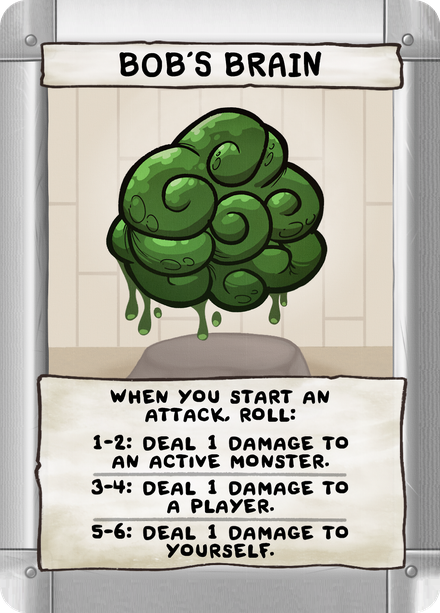 BOB'S BRAIN
WHEN YOU START AN
ATTACK, ROLL:
1-2: DEAL 1 DAMAGE TO
AN ACTIVE MONSTER.
3-4: DEAL 1 DAMAGE TO
A PLAYER.
5-6: DEAL 1 DAMAGE TO
YOURSELF.